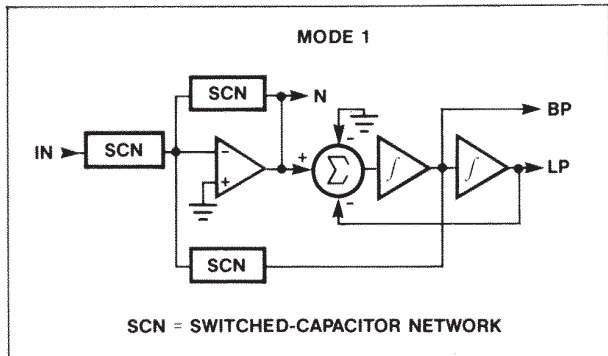 MODE 1
SCN
N
IN
SCN
-
+
+
-
Σ
-
∫
∫
BP
LP
SCN
SCN = SWITCHED-CAPACITOR NETWORK